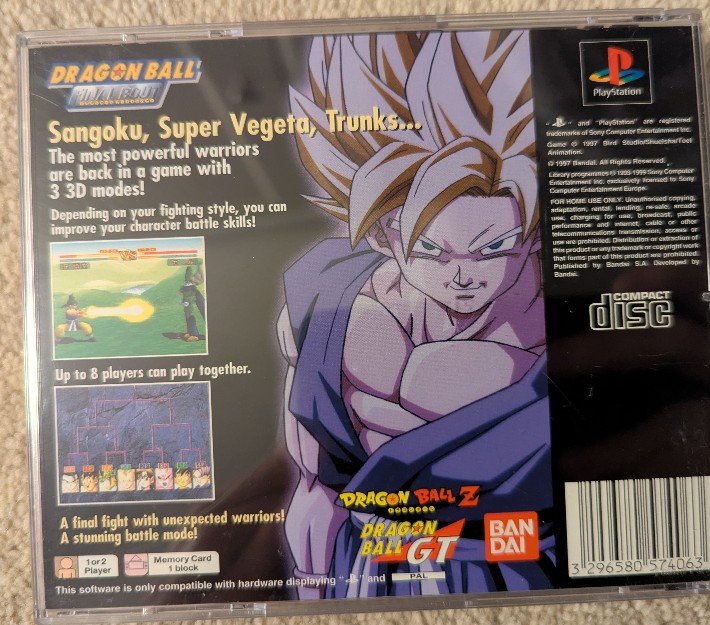 DRAGON BALL
FINAL BOUT
Sangoku, Super Vegeta, Trunks...
The most powerful warriors
are back in a game with
3 3D modes!
Depending on your fighting style, you can
improve your character battle skills!
Up to 8 players can play together.
A final fight with unexpected warriors!
A stunning battle mode!
1 or 2
Player
Memory Card
1 block
This software is only compatible with hardware displaying " " and
PAL
DRAGON BALL Z
DRAGON
BALL GT
BAN
DAI
PlayStation
" " and "PlayStation" are registered
trademarks of Sony Computer Entertainment Inc.
Game © 1997 Bird Studio/Shueisha/Toei
Animation.
© 1997 Bandai. All Rights Reserved.
Library programmes © 1993-1999 Sony Computer
Entertainment Inc. exclusively licensed to Sony
Computer Entertainment Europe.
FOR HOME USE ONLY. Unauthorised copying,
adaptation, rental, lending, re-sale, arcade
use, charging for use, broadcast, public
performance and internet, cable or other
telecommunications transmission, access or
use are prohibited. Distribution or extraction of
this product or any trademark or copyright work
that forms part of this product are prohibited.
Published by Bandai S.A. Developed by
Bandai.
COMPACT
disc
3 296580 574063